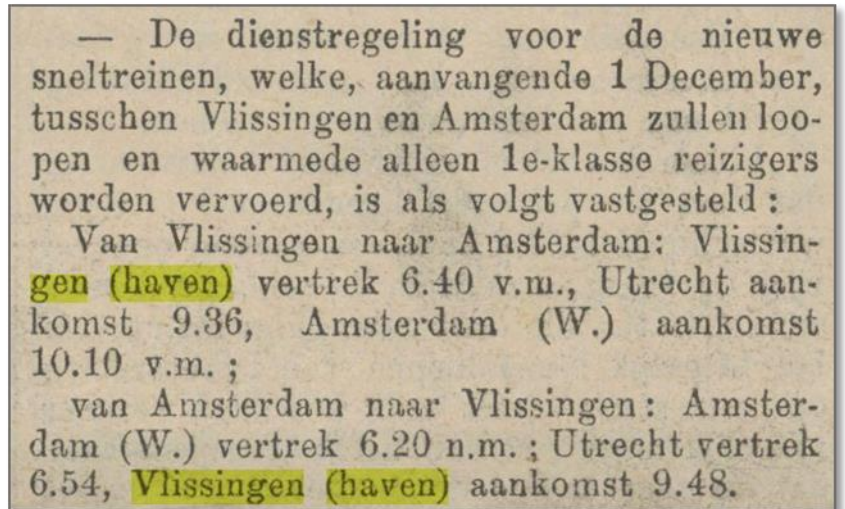 — De dienstregeling voor de nieuwe
sneltreinen, welke, aanvangende 1 December,
tusschen Vlissingen en Amsterdam zullen loo-
pen en waarmede alleen 1e-klasse reizigers
worden vervoerd, is als volgt vastgesteld :
Van Vlissingen naar Amsterdam: Vlissin-
gen (haven) vertrek 6.40 v.m., Utrecht aan-
komst 9.36, Amsterdam (W.) aankomst
10.10 v.m. ;
van Amsterdam naar Vlissingen : Amster-
dam (W.) vertrek 6.20 n.m. ; Utrecht vertrek
6.54, Vlissingen (haven) aankomst 9.48.